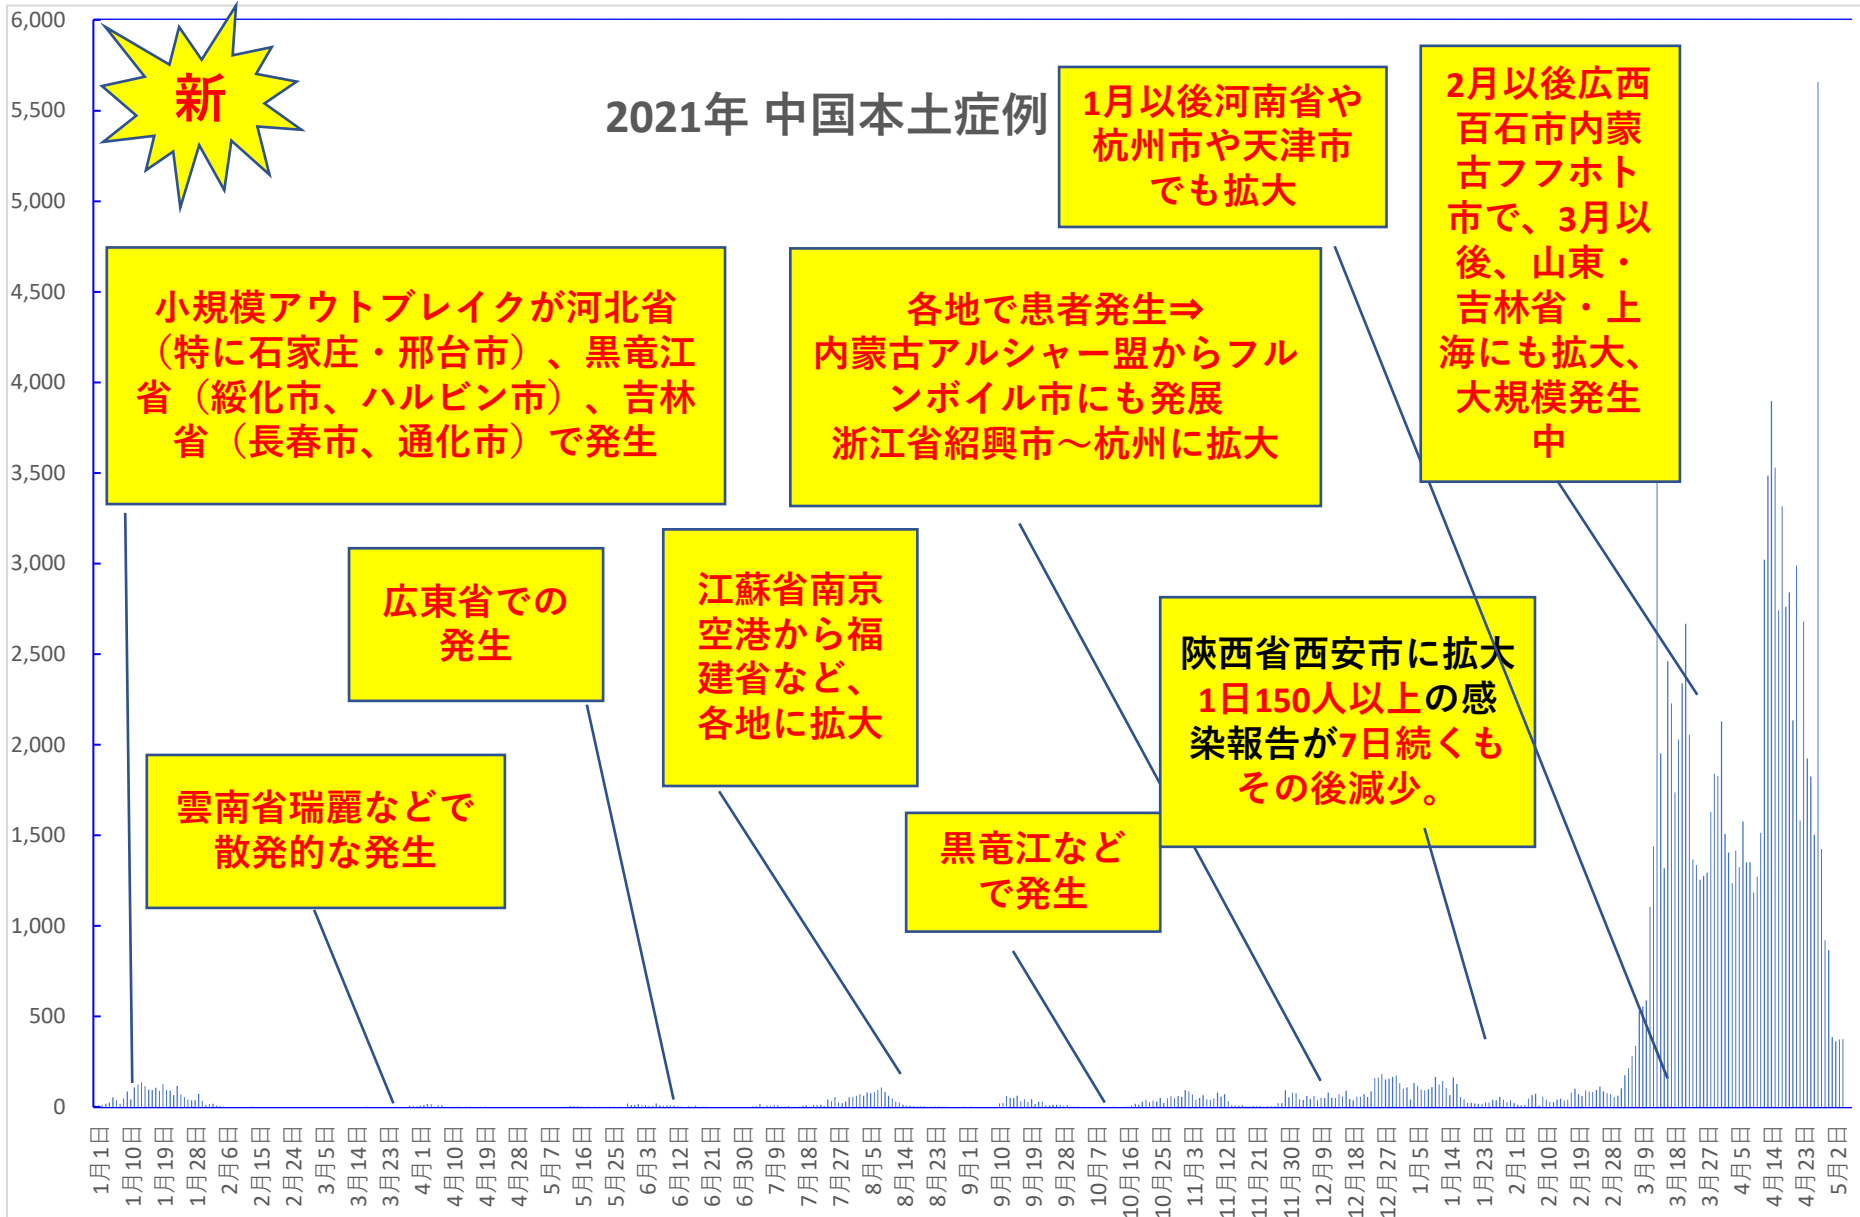 新
2021年 中国本土症例
1月以後河南省や
杭州市や天津市
でも拡大
2月以後広西
百石市内蒙
古フフホト
市で、3月以
後、山東・
吉林省・上
海にも拡大、
大規模発生
中
小規模アウトブレイクが河北省
（特に石家庄・邢台市）、黒竜江
省（綏化市、ハルビン市）、吉林
省（長春市、通化市）で発生
各地で患者発生⇒
内蒙古アルシャー盟からフル
ンボイル市にも発展
浙江省紹興市～杭州に拡大
広東省での
発生
江蘇省南京
空港から福
建省など、
各地に拡大
陝西省西安市に拡大
1日150人以上の感
染報告が7日続くも
その後減少。
雲南省瑞麗などで
散発的な発生
黒竜江など
で発生
6,000
5,500
5,000
4,500
4,000
3,500
3,000
2,500
2,000
1,500
1,000
500
0
1月1日
1月10日
1月19日
1月28日
2月6日
2月15日
2月24日
3月5日
3月14日
3月23日
4月1日
4月10日
4月19日
4月28日
5月7日
5月16日
5月25日
6月3日
6月12日
6月21日
6月30日
7月9日
7月18日
7月27日
8月5日
8月14日
8月23日
9月1日
9月10日
9月19日
9月28日
10月7日
10月16日
10月25日
11月3日
11月12日
11月21日
11月30日
12月9日
12月18日
12月27日
1月5日
1月14日
1月23日
2月1日
2月10日
2月19日
2月28日
3月9日
3月18日
3月27日
4月5日
4月14日
4月23日
5月2日